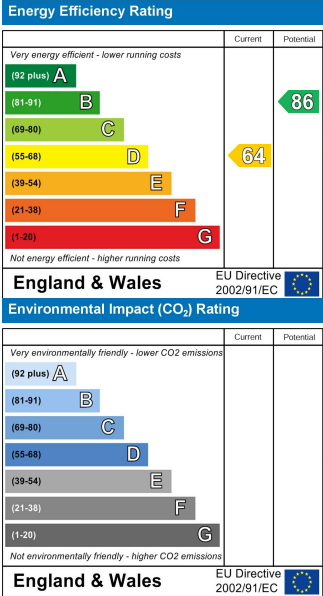 Energy Efficiency Rating
Current Potential
Very energy efficient - lower running costs
(92 plus) A
(81-91) B
(69-80) C
(55-68) D
(39-54) E
(21-38) F
(1-20) G
64
86
Not energy efficient - higher running costs
England & Wales
EU Directive
2002/91/EC
Environmental Impact (CO₂) Rating
Current Potential
Very environmentally friendly - lower CO2 emissions
(92 plus) A
(81-91) B
(69-80) C
(55-68) D
(39-54) E
(21-38) F
(1-20) G
Not environmentally friendly - higher CO2 emissions
England & Wales
EU Directive
2002/91/EC